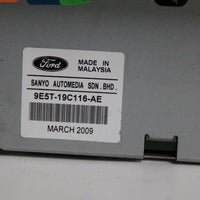 Ford
MADE IN
MALAYSIA
SANYO AUTOMEDIA SDN. BHD.
9E5T-19C116-AE
MARCH 2009